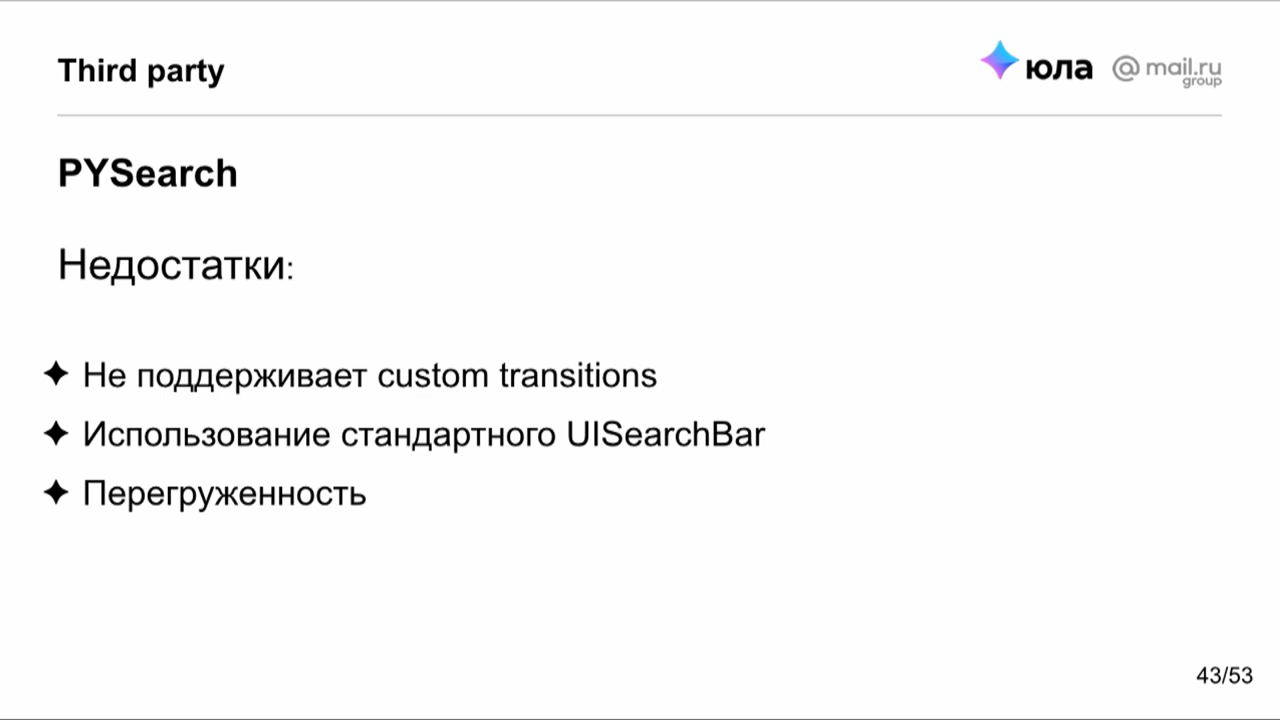 Third party
юла @mail.ru
group
PYSearch
Недостатки:
✦ Не поддерживает custom transitions
✦ Использование стандартного UISearchBar
✦ Перегруженность
43/53